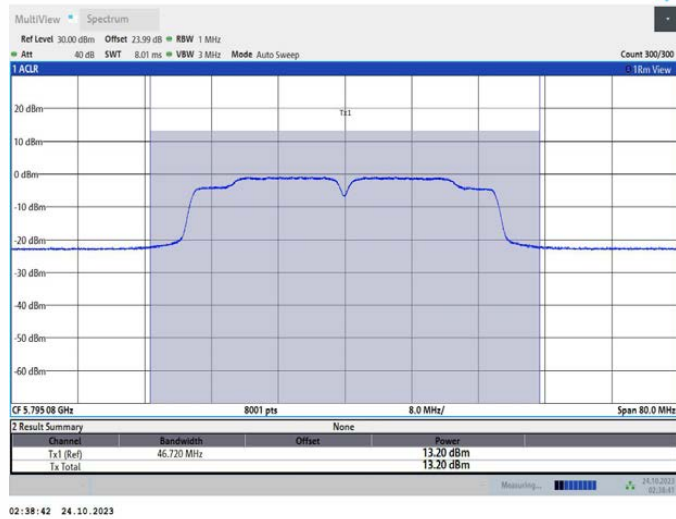 MultiView Spectrum
Ref Level 30.00 dBm Offset 23.99 dB RBW 1 MHz
Att 40 dB SWT 8.01 ms VBW 3 MHz Mode Auto Sweep Count 300/300
1 ACLR 1Rm View
Tx1
20 dBm
10 dBm
0 dBm
-10 dBm
-20 dBm
-30 dBm
-40 dBm
-50 dBm
-60 dBm
CF 5.795 08 GHz 8001 pts 8.0 MHz/ Span 80.0 MHz
2 Result Summary None
Channel Bandwidth Offset Power
Tx1 (Ref) 46.720 MHz 13.20 dBm
Tx Total 13.20 dBm
Measuring... 24.10.2023
02:38:41
02:38:42 24.10.2023